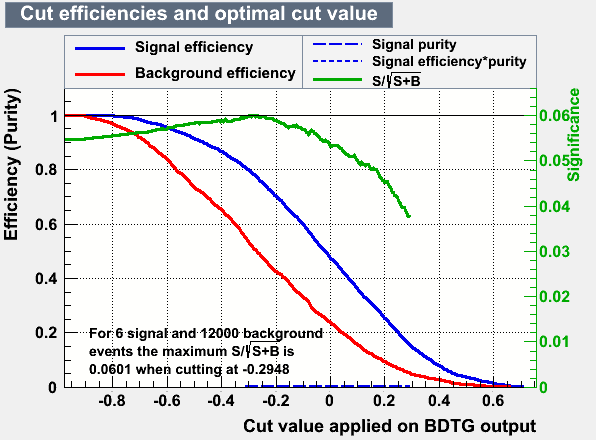 Cut efficiencies and optimal cut value
Signal efficiency
Background efficiency
Signal purity
Signal efficiency*purity
S/√S+B
Efficiency (Purity)
1
0.8
0.6
0.4
0.2
0
0.06
0.05
0.04
0.03
0.02
0.01
0
Significance
For 6 signal and 12000 background
events the maximum S/√S+B is
0.0601 when cutting at -0.2948
-0.8 -0.6 -0.4 -0.2 0 0.2 0.4 0.6
Cut value applied on BDTG output